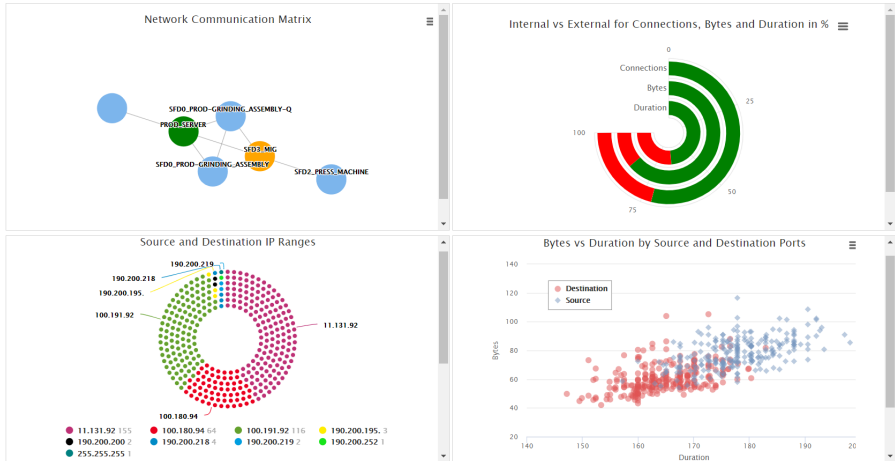 Network Communication Matrix
SFD0_PROD-GRINDING_ASSEMBLY-Q
PROD-SERVER
SFD3_MIG
SFD0_PROD-GRINDING_ASSEMBLY
SFD2_PRESS_MACHINE
Internal vs External for Connections, Bytes and Duration in %
0
Connections
Bytes
Duration
25
100
50
75
Source and Destination IP Ranges
190.200.219
190.200.218
190.200.195.
100.191.92
11.131.92
100.180.94
11.131.92 155
100.180.94 64
100.191.92 116
190.200.195. 3
190.200.200 2
190.200.218 4
190.200.219 2
190.200.252 1
255.255.255 1
Bytes vs Duration by Source and Destination Ports
140
120
100
80
60
40
20
Bytes
Destination
Source
140
150
160
170
180
190
20
Duration